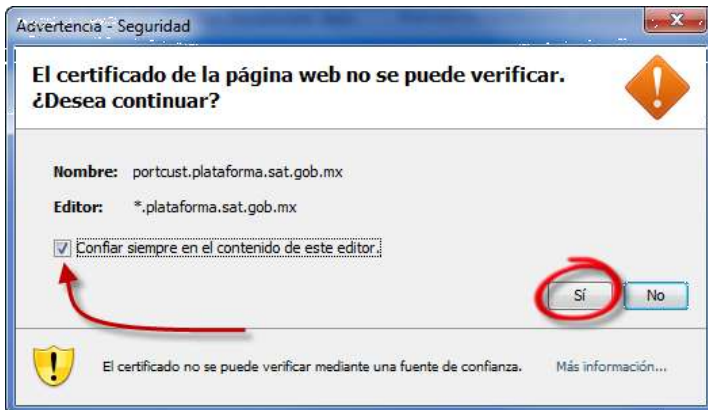 Advertencia - Seguridad
El certificado de la página web no se puede verificar.
¿Desea continuar?
Nombre: portcust.plataforma.sat.gob.mx
Editor: *.plataforma.sat.gob.mx
Confiar siempre en el contenido de este editor.
Sí No
El certificado no se puede verificar mediante una fuente de confianza. Más información...